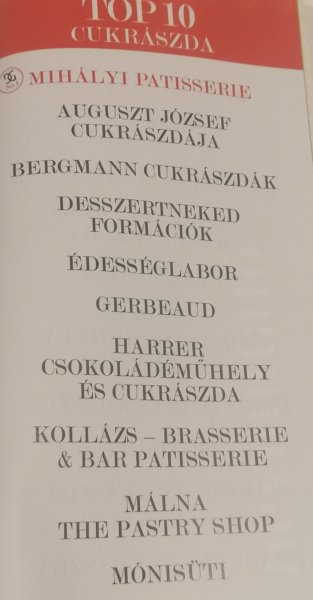 TOP 10
CUKRÁSZDA
MIHÁLYI PATISSERIE
AUGUSZT JÓZSEF
CUKRÁSZDÁJA
BERGMANN CUKRÁSZDÁK
DESSZERTNEKED
FORMÁCIÓK
ÉDESSÉGLABOR
GERBEAUD
HARRER
CSOKOLÁDÉMŰHELY
ÉS CUKRÁSZDA
KOLLÁZS – BRASSERIE
& BAR PATISSERIE
MÁLNA
THE PASTRY SHOP
MÓNISÜTI